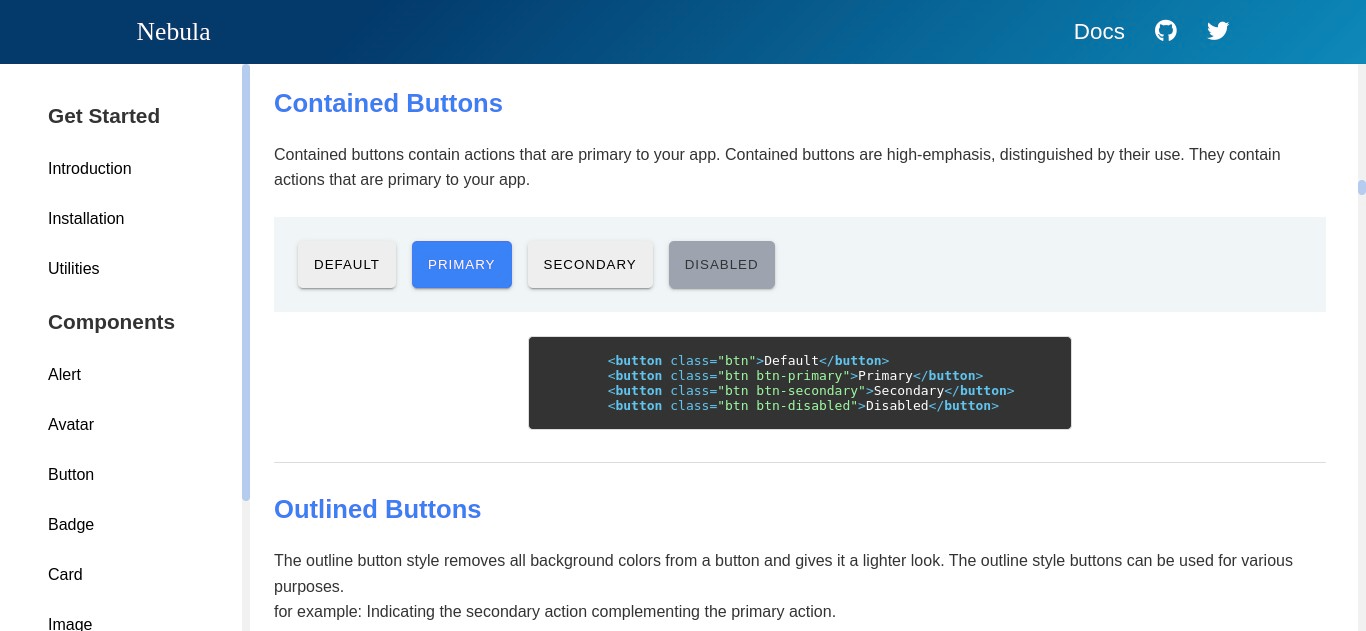 Nebula
Docs
Get Started
Introduction
Installation
Utilities
Components
Alert
Avatar
Button
Badge
Card
Image
Contained Buttons
Contained buttons contain actions that are primary to your app. Contained buttons are high-emphasis, distinguished by their use. They contain
actions that are primary to your app.
DEFAULT PRIMARY SECONDARY DISABLED
<button class="btn">Default</button>
<button class="btn btn-primary">Primary</button>
<button class="btn btn-secondary">Secondary</button>
<button class="btn btn-disabled">Disabled</button>
Outlined Buttons
The outline button style removes all background colors from a button and gives it a lighter look. The outline style buttons can be used for various
purposes.
for example: Indicating the secondary action complementing the primary action.